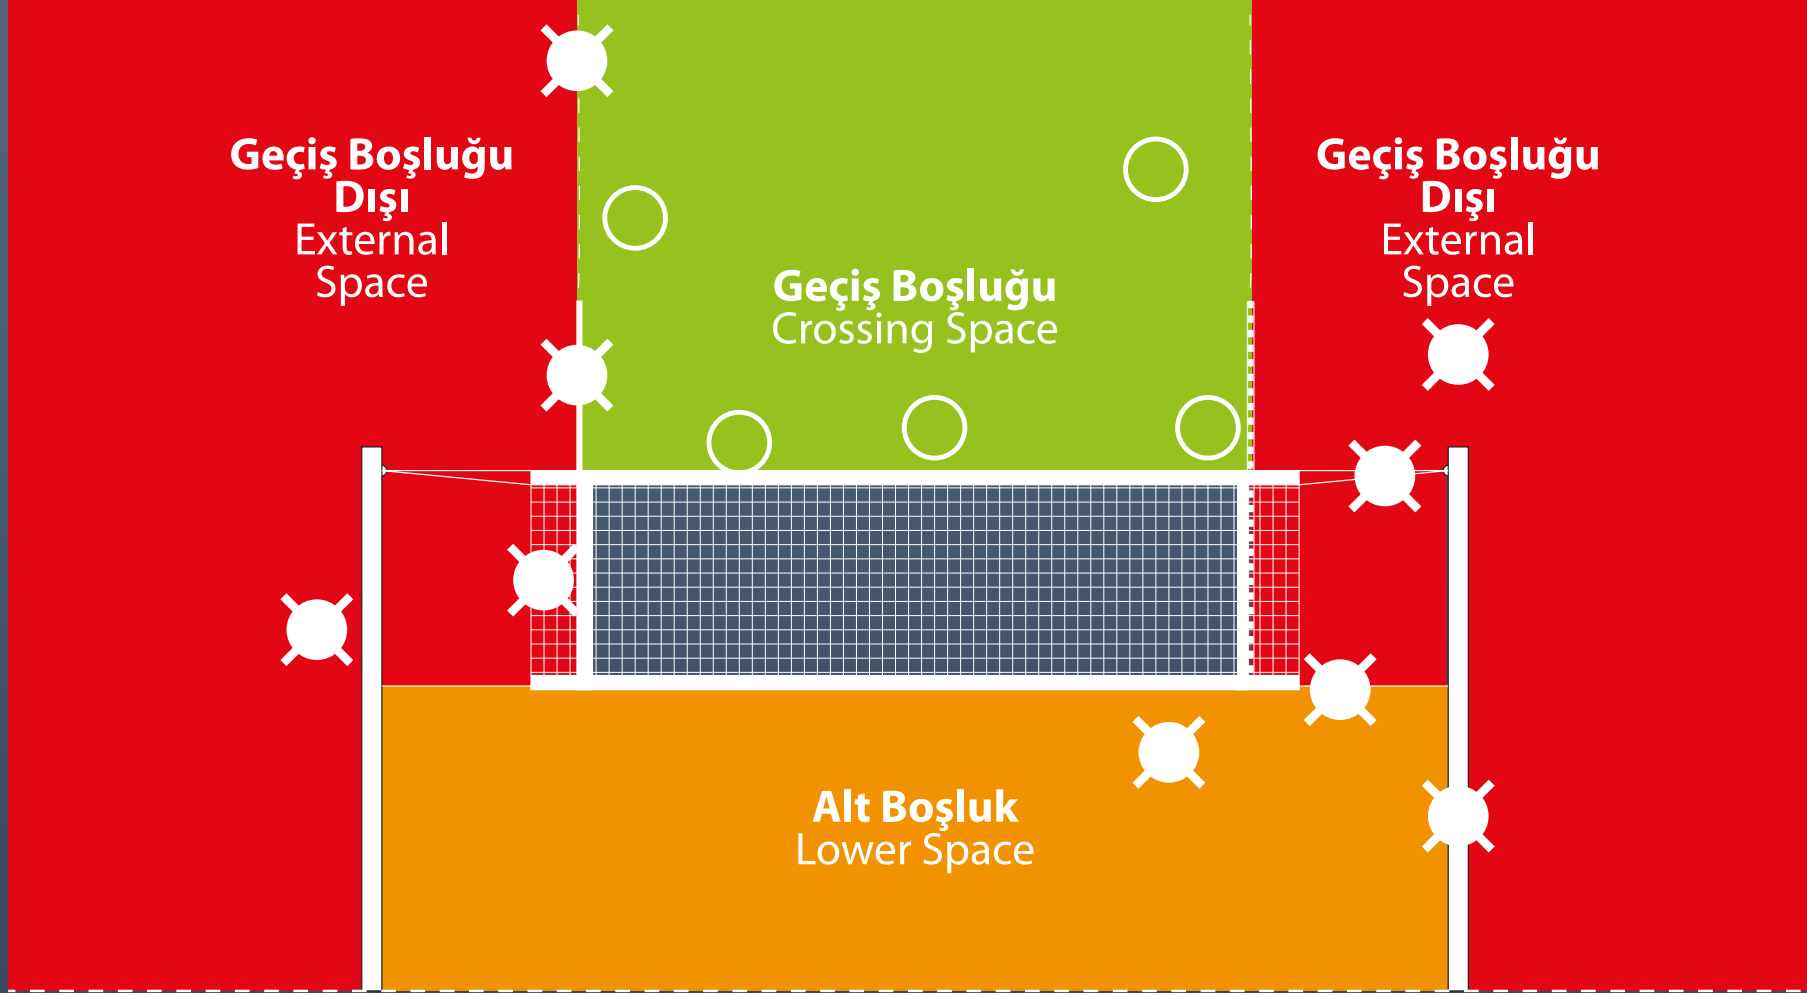 Geçiş Boşluğu
Dışı
External
Space
Geçiş Boşluğu
Crossing Space
Geçiş Boşluğu
Dışı
External
Space
Alt Boşluk
Lower Space